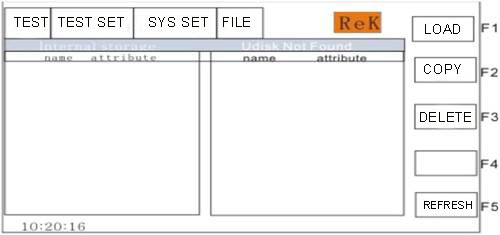 TEST TEST SET SYS SET FILE ReK
LOAD F1
Internal storage Udisk Not Found
name attribute name attribute
COPY F2
DELETE F3
F4
REFRESH F5
10:20:16